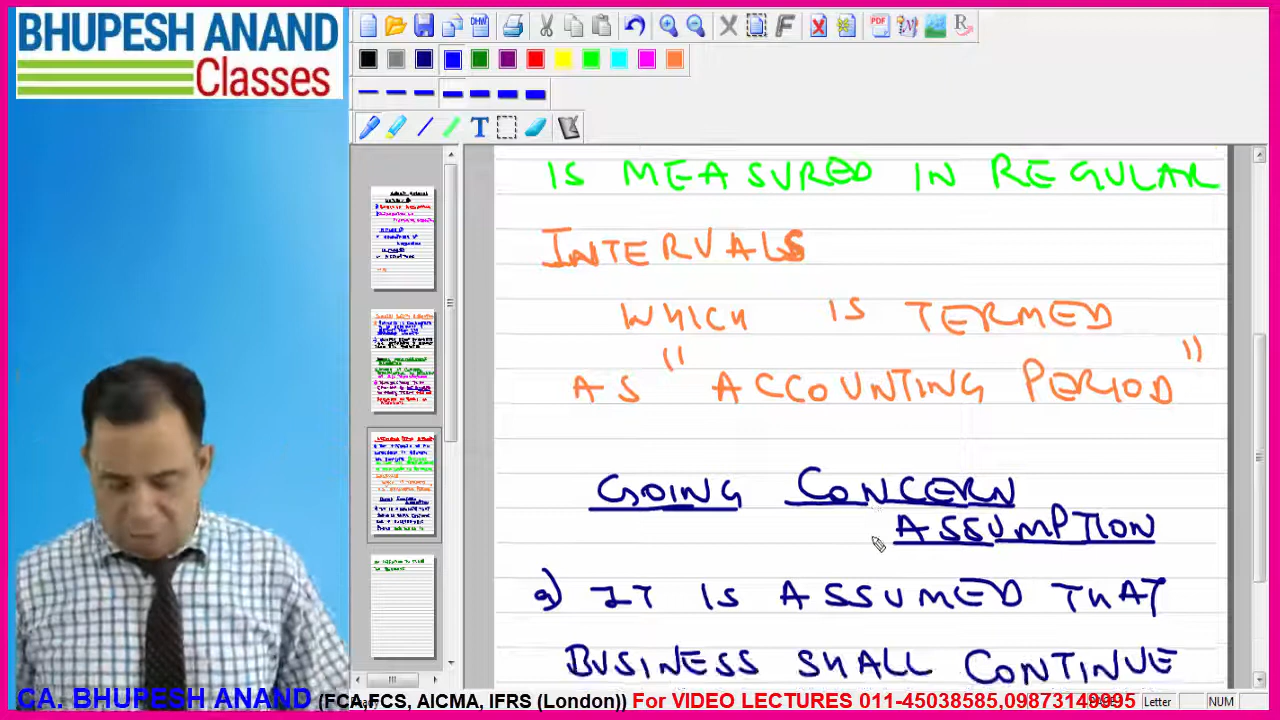 BHUPESH ANAND
Classes
IS MEASURED IN REGULAR
INTERVALS
WHICH IS TERMED
AS " ACCOUNTING PERIOD "
GOING CONCERN
ASSUMPTION
a) IT IS ASSUMED THAT
BUSINESS SHALL CONTINUE
CA. BHUPESH ANAND (FCA,FCS, AICMA, IFRS (London)) For VIDEO LECTURES 011-45038585,09873149995 Letter NUM